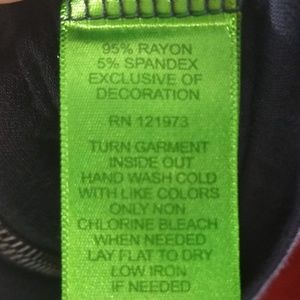 95% RAYON
5% SPANDEX
EXCLUSIVE OF
DECORATION
RN 121973
TURN GARMENT
INSIDE OUT
HAND WASH COLD
WITH LIKE COLORS
ONLY NON
CHLORINE BLEACH
WHEN NEEDED
LAY FLAT TO DRY
LOW IRON
IF NEEDED